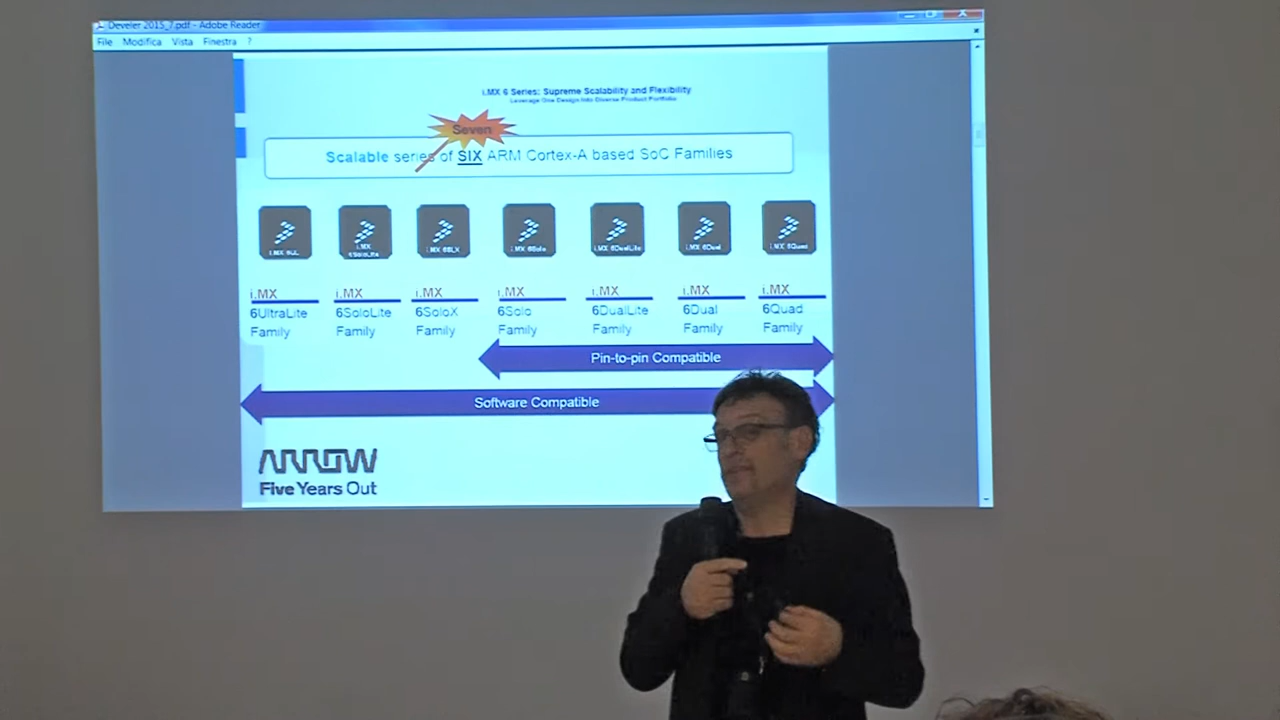 Develer 2015_7.pdf - Adobe Reader
File Modifica Vista Finestra ?
i.MX 6 Series: Supreme Scalability and Flexibility
Leverage One Design Into Diverse Product Portfolio
Seven
Scalable series of SIX ARM Cortex-A based SoC Families
i.MX 6UL
i.MX 6SoloLite
i.MX 6SLX
i.MX 6Solo
i.MX 6DualLite
i.MX 6Dual
i.MX 6Quad
i.MX
6UltraLite
Family
i.MX
6SoloLite
Family
i.MX
6SoloX
Family
i.MX
6Solo
Family
i.MX
6DualLite
Family
i.MX
6Dual
Family
i.MX
6Quad
Family
Pin-to-pin Compatible
Software Compatible
ARROW
Five Years Out